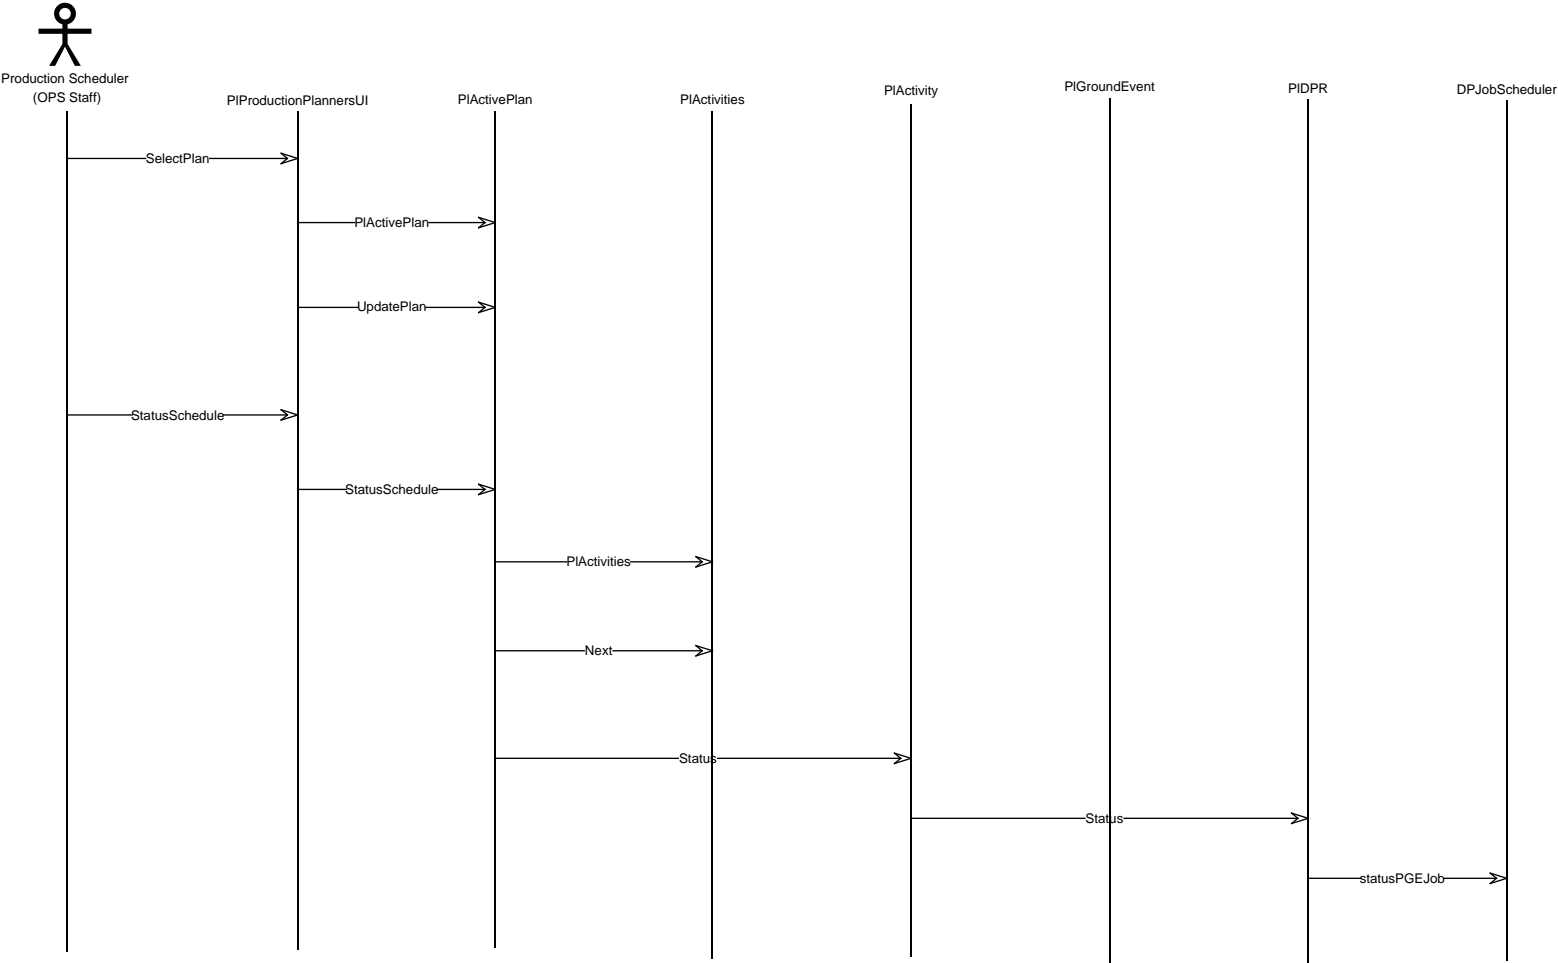 Production Scheduler
(OPS Staff)
PlProductionPlannersUI
PlActivePlan
PlActivities
PlActivity
PlGroundEvent
PlDPR
DPJobScheduler
SelectPlan
PlActivePlan
UpdatePlan
StatusSchedule
StatusSchedule
PlActivities
Next
Status
Status
statusPGEJob